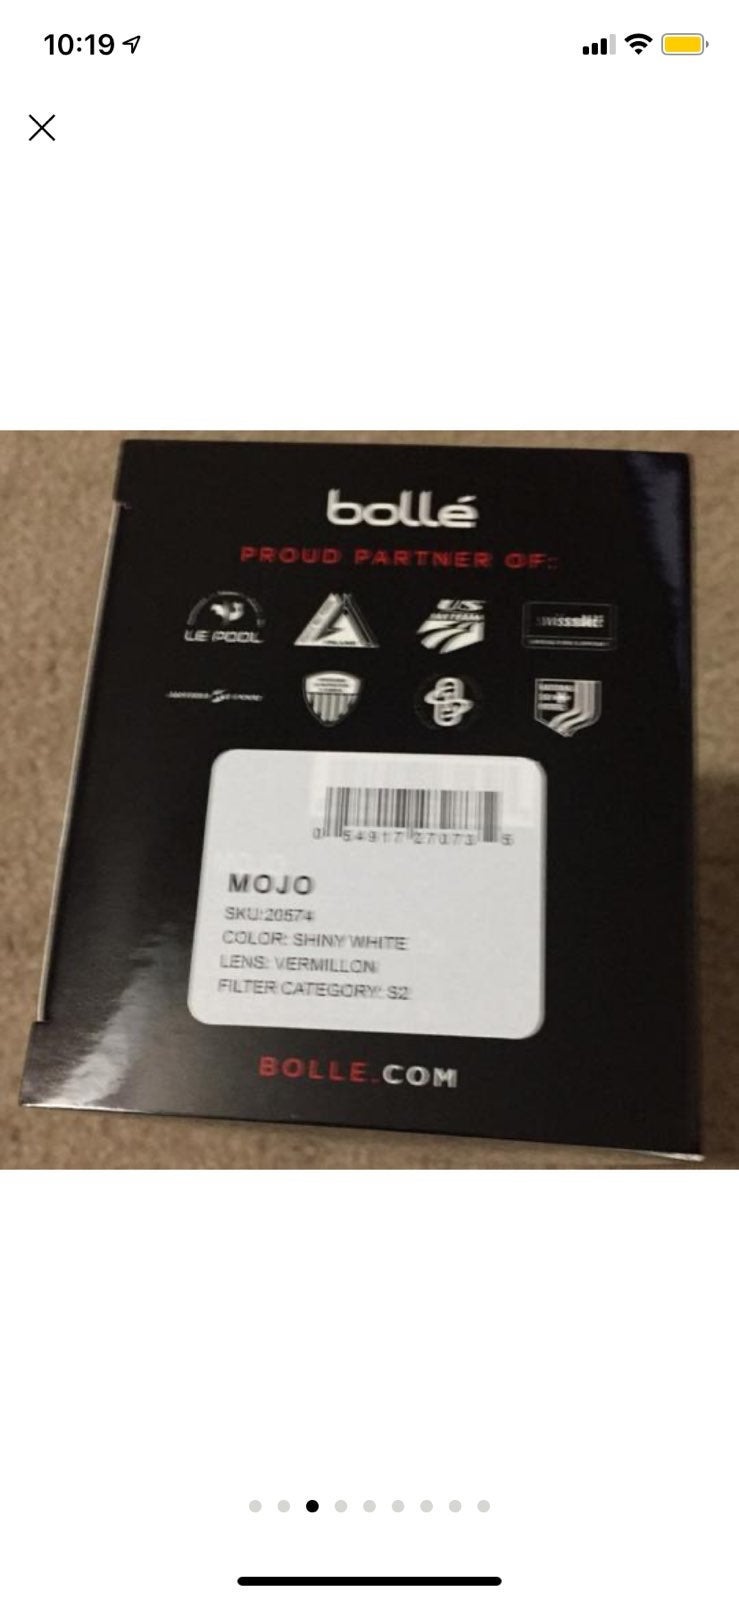 10:19
bollé
PROUD PARTNER OF:
LE POOL
US
0 54917 27073 5
MOJO
SKU:20574
COLOR: SHINY WHITE
LENS: VERMILLON
FILTER CATEGORY: S2
BOLLE.COM